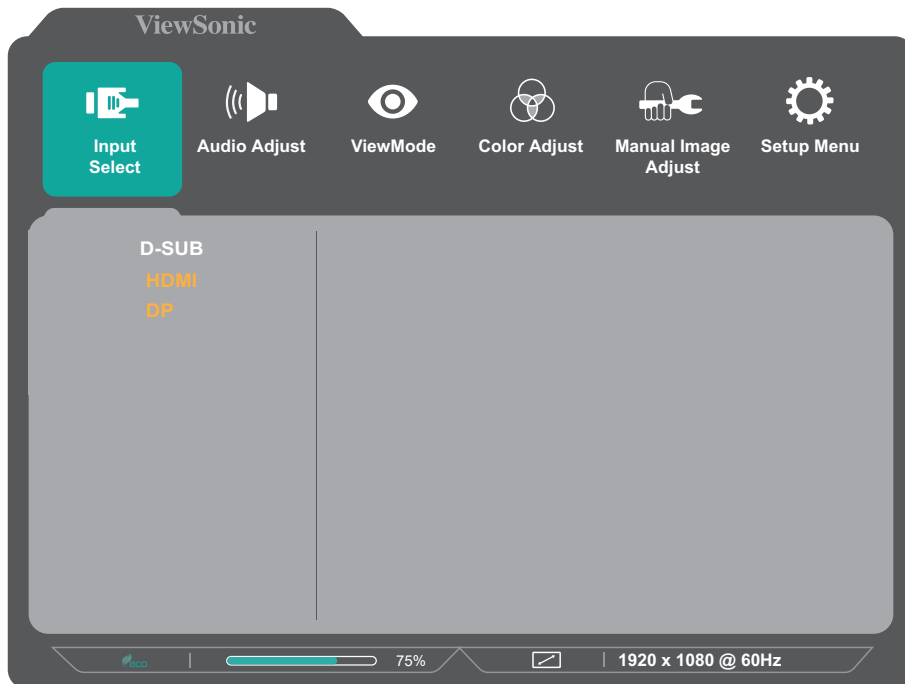 ViewSonic
Input
Select
Audio Adjust
ViewMode
Color Adjust
Manual Image
Adjust
Setup Menu
D-SUB
HDMI
DP
eco
75%
1920 x 1080 @ 60Hz